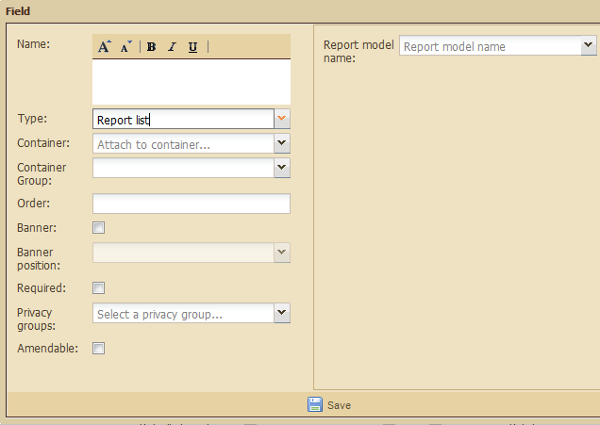 Field
Name:
A A B I U
Type: Report list
Container: Attach to container...
Container
Group:
Order:
Banner:
Banner
position:
Required:
Privacy
groups: Select a privacy group...
Amendable:
Report model
name: Report model name
Save